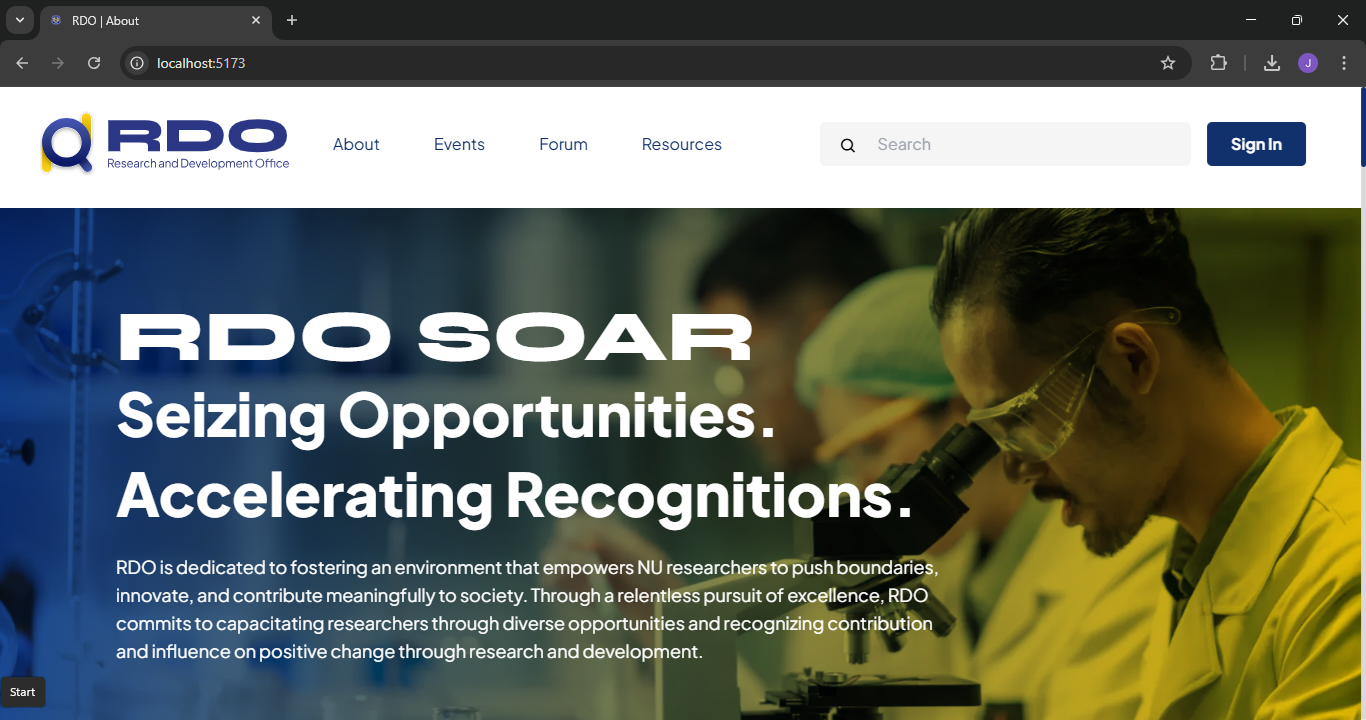 RDO | About
localhost:5173
J
RDO
Research and Development Office
About
Events
Forum
Resources
Search
Sign In
RDO SOAR
Seizing Opportunities.
Accelerating Recognitions.
RDO is dedicated to fostering an environment that empowers NU researchers to push boundaries,
innovate, and contribute meaningfully to society. Through a relentless pursuit of excellence, RDO
commits to capacitating researchers through diverse opportunities and recognizing contribution
and influence on positive change through research and development.
Start